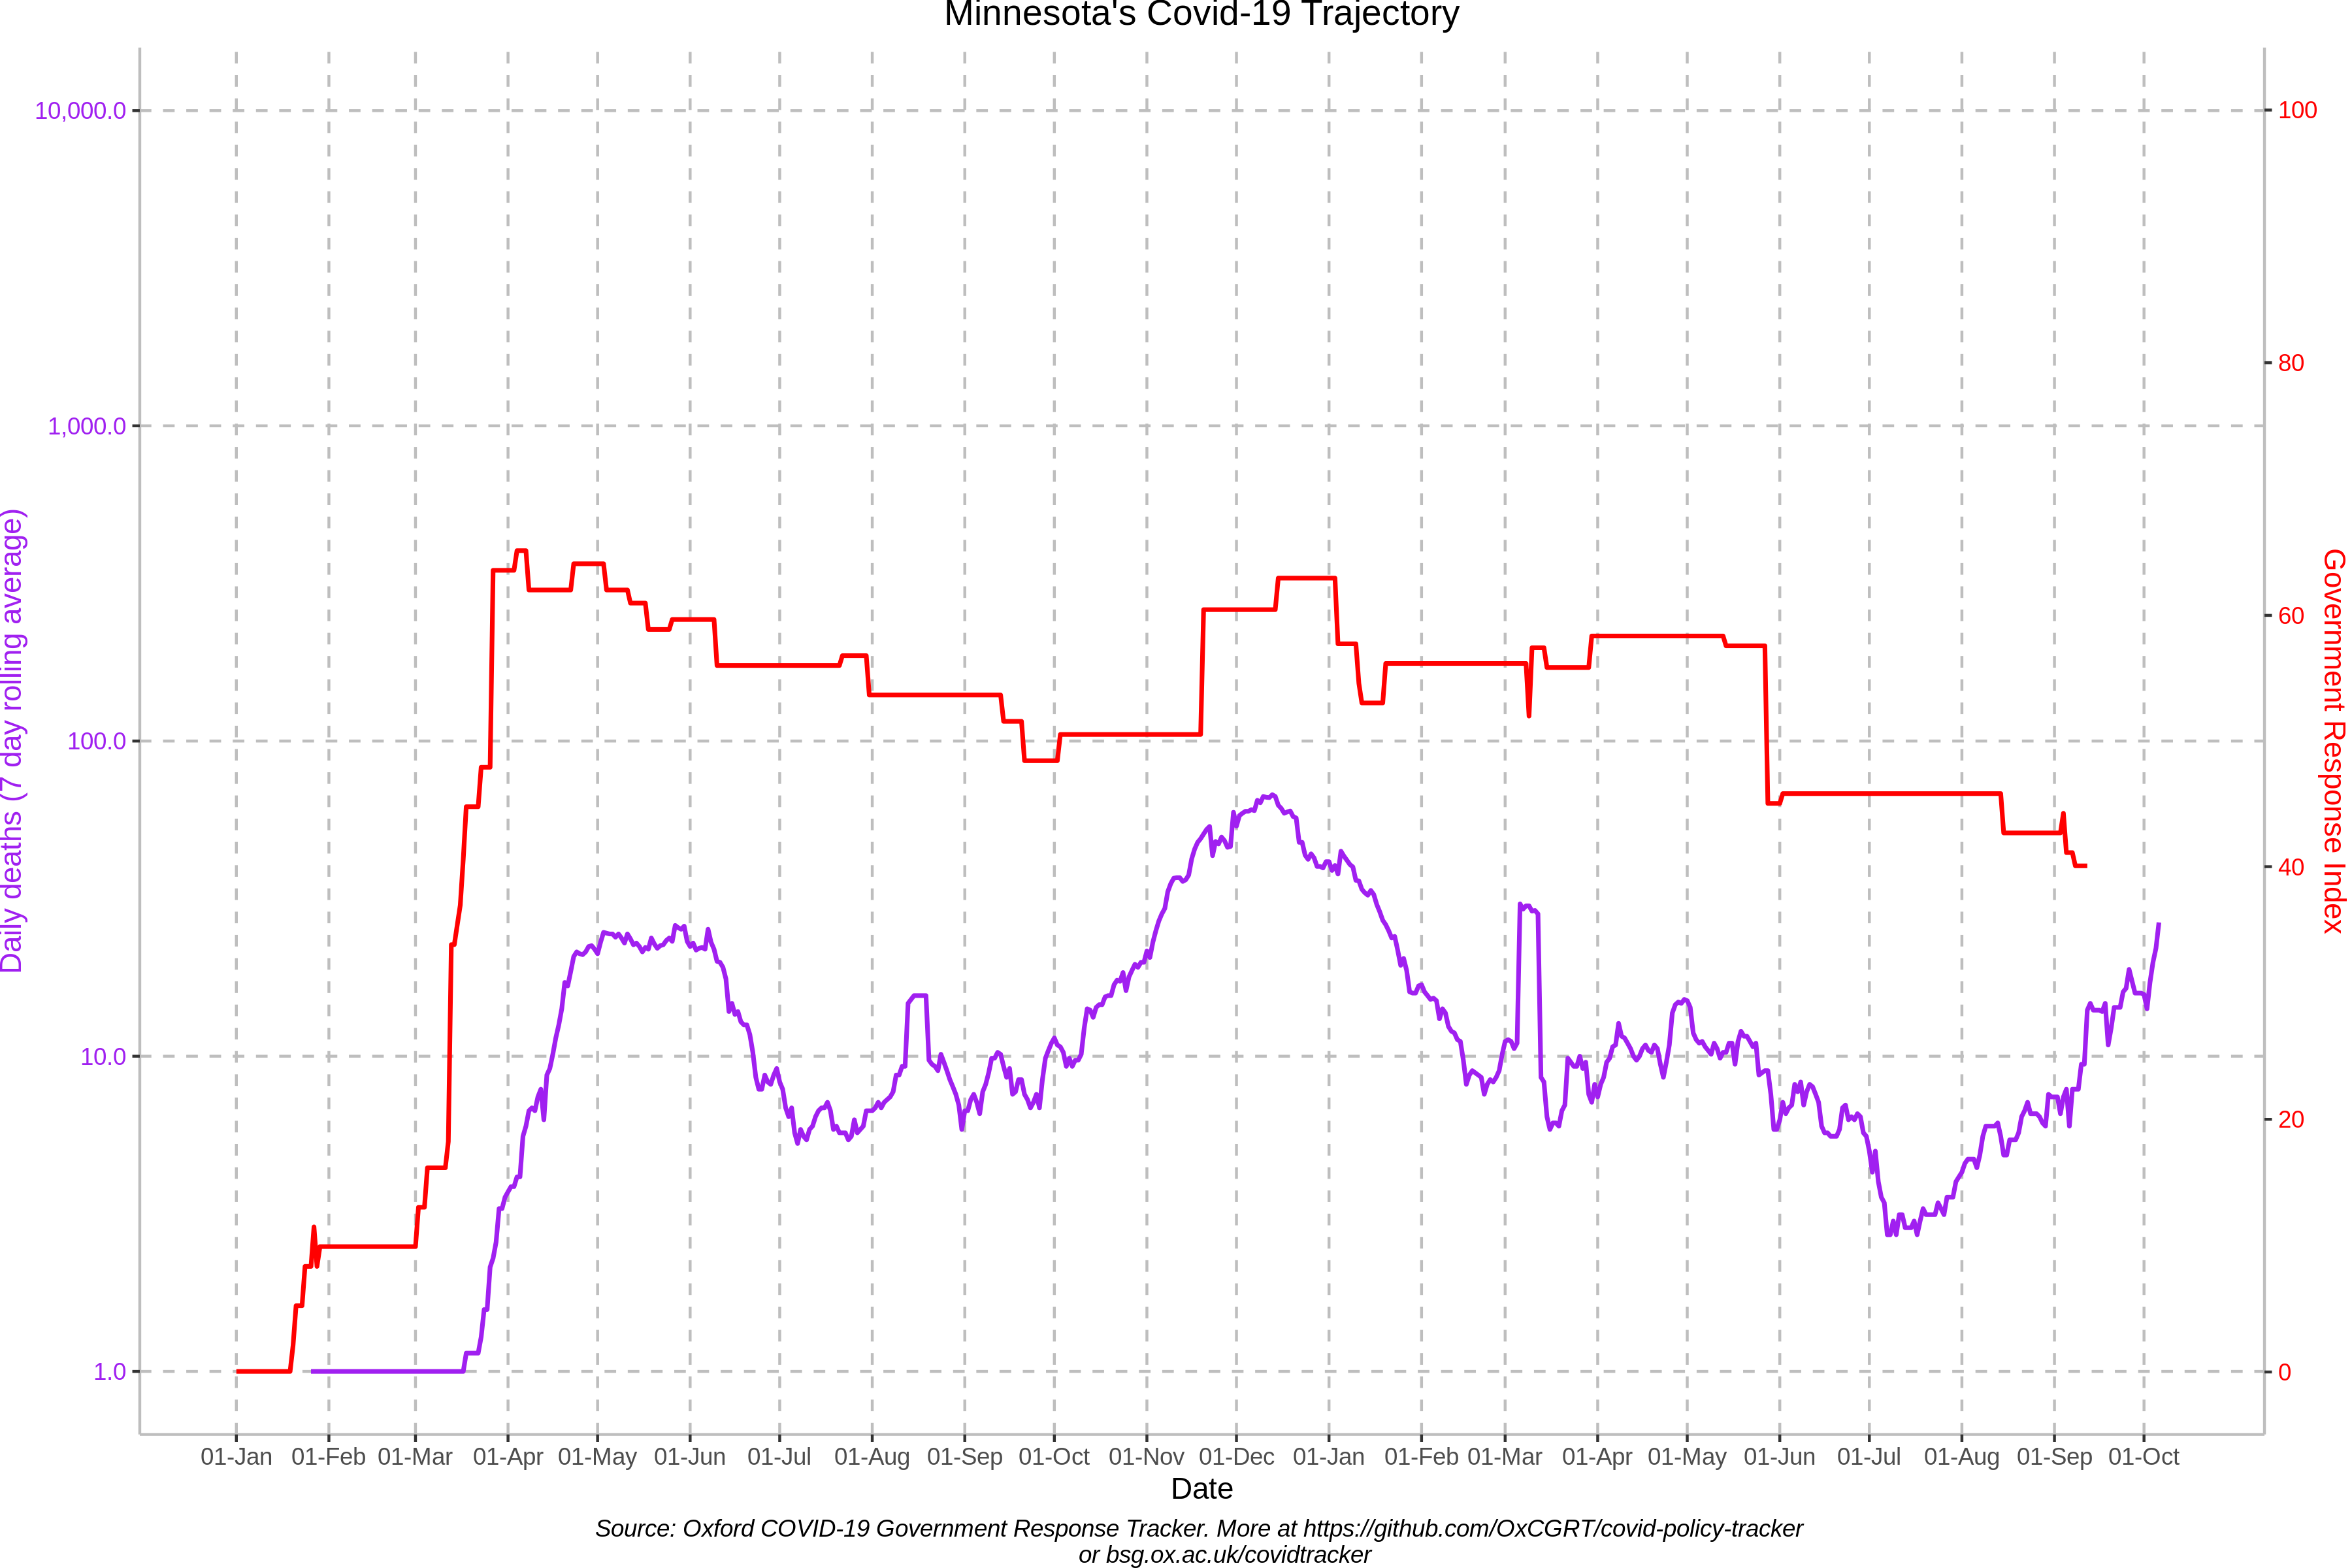 Minnesota's Covid-19 Trajectory
10,000.0
1,000.0
100.0
10.0
1.0
Daily deaths (7 day rolling average)
100
80
60
40
20
0
Government Response Index
01-Jan 01-Feb 01-Mar 01-Apr 01-May 01-Jun 01-Jul 01-Aug 01-Sep 01-Oct 01-Nov 01-Dec 01-Jan 01-Feb 01-Mar 01-Apr 01-May 01-Jun 01-Jul 01-Aug 01-Sep 01-Oct
Date
Source: Oxford COVID-19 Government Response Tracker. More at https://github.com/OxCGRT/covid-policy-tracker
or bsg.ox.ac.uk/covidtracker